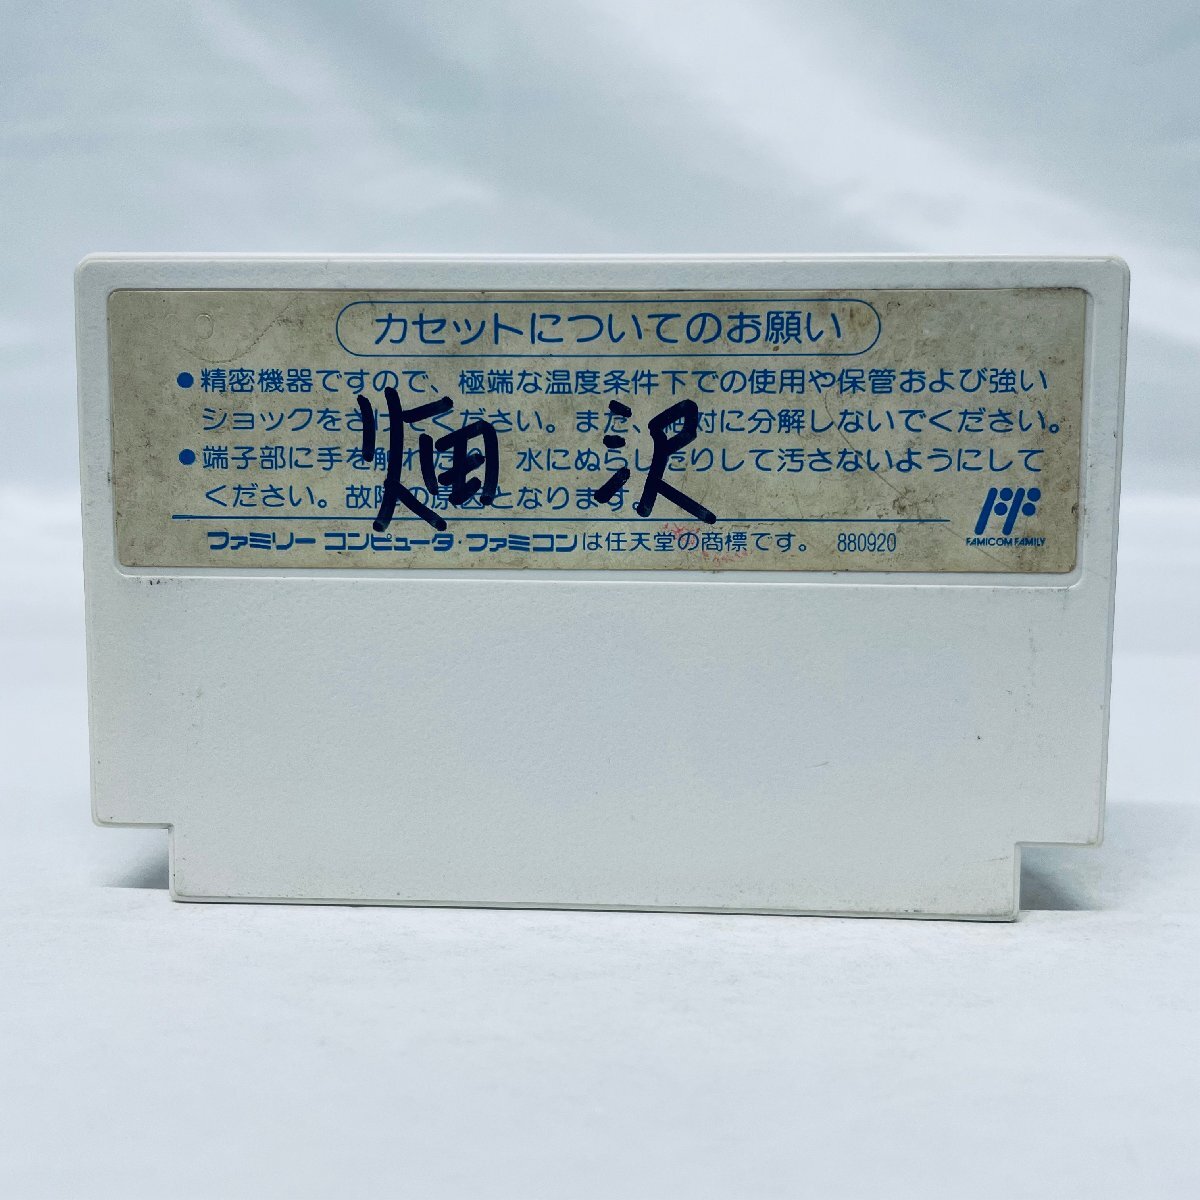 カセットについてのお願い
●精密機器ですので、極端な温度条件下での使用や保管および強い
ショックをさけてください。また、絶対に分解しないでください。
●端子部に手を触れたり、水にぬらしたりして汚さないようにして
ください。故障の原因となります。
畑沢
ファミリーコンピュータ・ファミコンは任天堂の商標です。 880920
FF
FAMICOM FAMILY